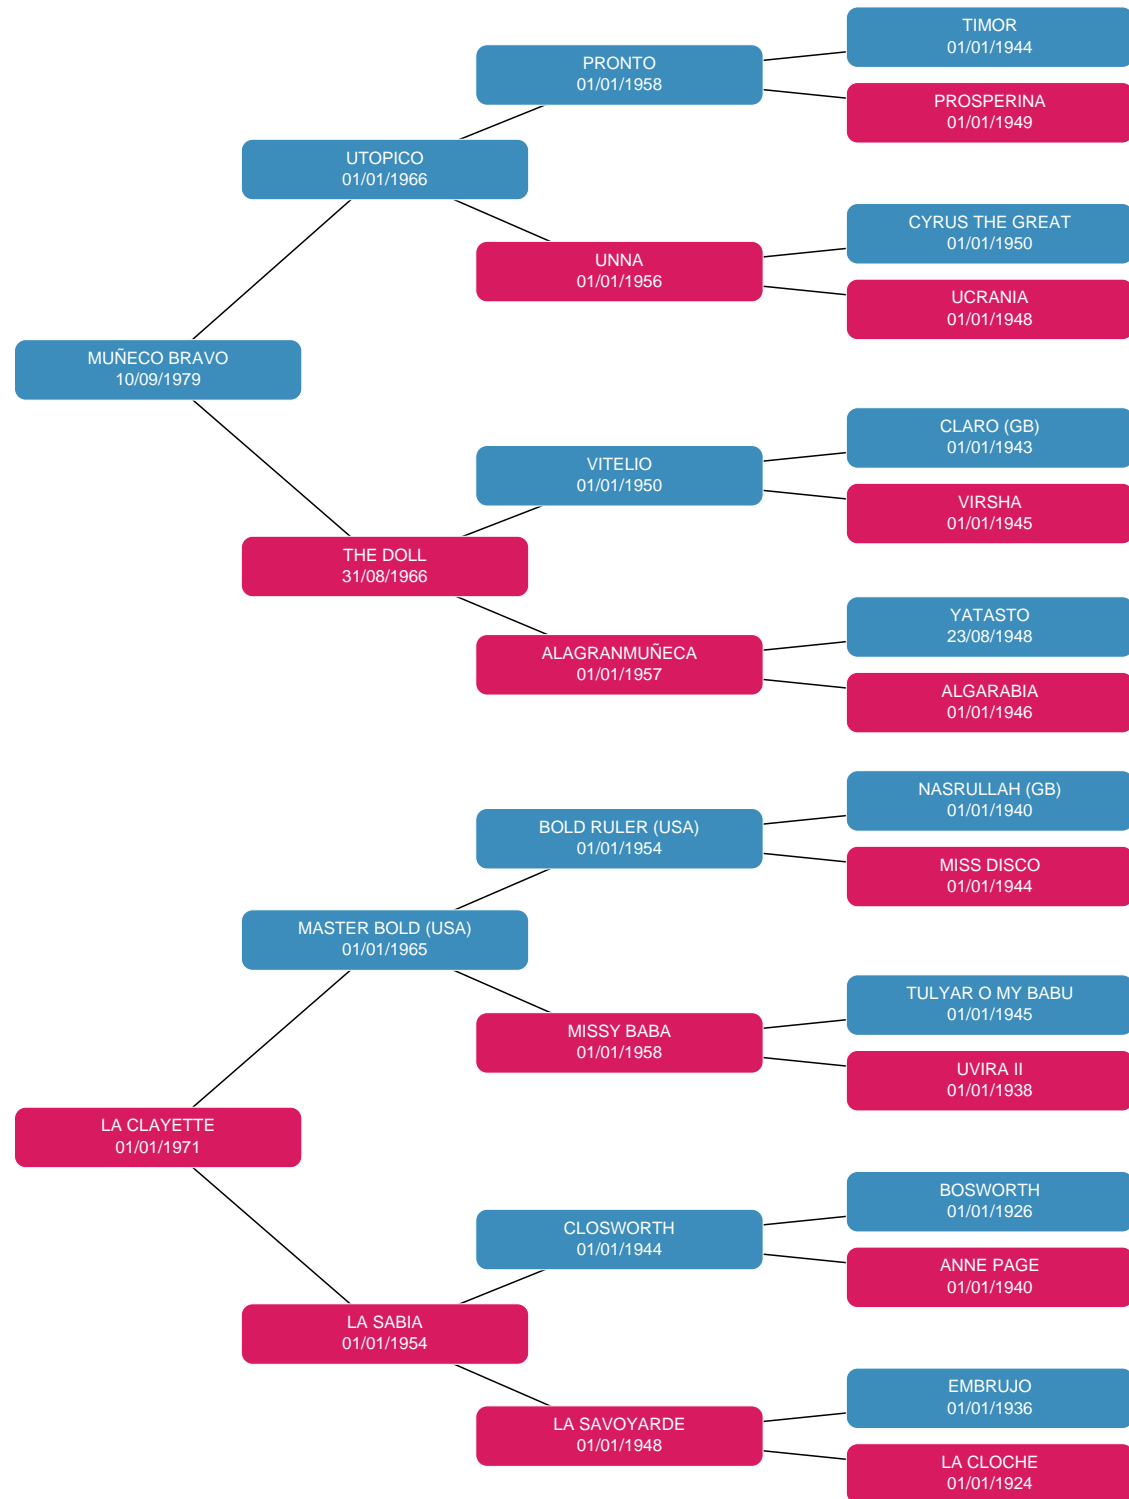 TIMOR
01/01/1944
PRONTO
01/01/1958
PROSPERINA
01/01/1949
UTOPICO
01/01/1966
CYRUS THE GREAT
01/01/1950
UNNA
01/01/1956
UCRANIA
01/01/1948
MUÑECO BRAVO
10/09/1979
CLARO (GB)
01/01/1943
VITELIO
01/01/1950
VIRSHA
01/01/1945
THE DOLL
31/08/1966
YATASTO
23/08/1948
ALAGRANMUÑECA
01/01/1957
ALGARABIA
01/01/1946
NASRULLAH (GB)
01/01/1940
BOLD RULER (USA)
01/01/1954
MISS DISCO
01/01/1944
MASTER BOLD (USA)
01/01/1965
TULYAR O MY BABU
01/01/1945
MISSY BABA
01/01/1958
UVIRA II
01/01/1938
LA CLAYETTE
01/01/1971
BOSWORTH
01/01/1926
CLOSWORTH
01/01/1944
ANNE PAGE
01/01/1940
LA SABIA
01/01/1954
EMBRUJO
01/01/1936
LA SAVOYARDE
01/01/1948
LA CLOCHE
01/01/1924